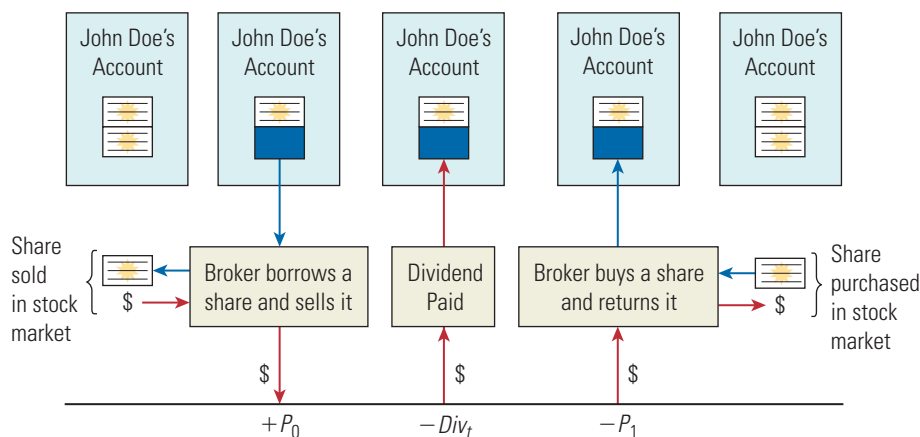 John Doe's
Account
John Doe's
Account
John Doe's
Account
John Doe's
Account
John Doe's
Account
Share
sold
in stock
market
$
Broker borrows a
share and sells it
Dividend
Paid
Broker buys a share
and returns it
$
Share
purchased
in stock
market
$
$
$
+P₀
−Divₜ
−P₁